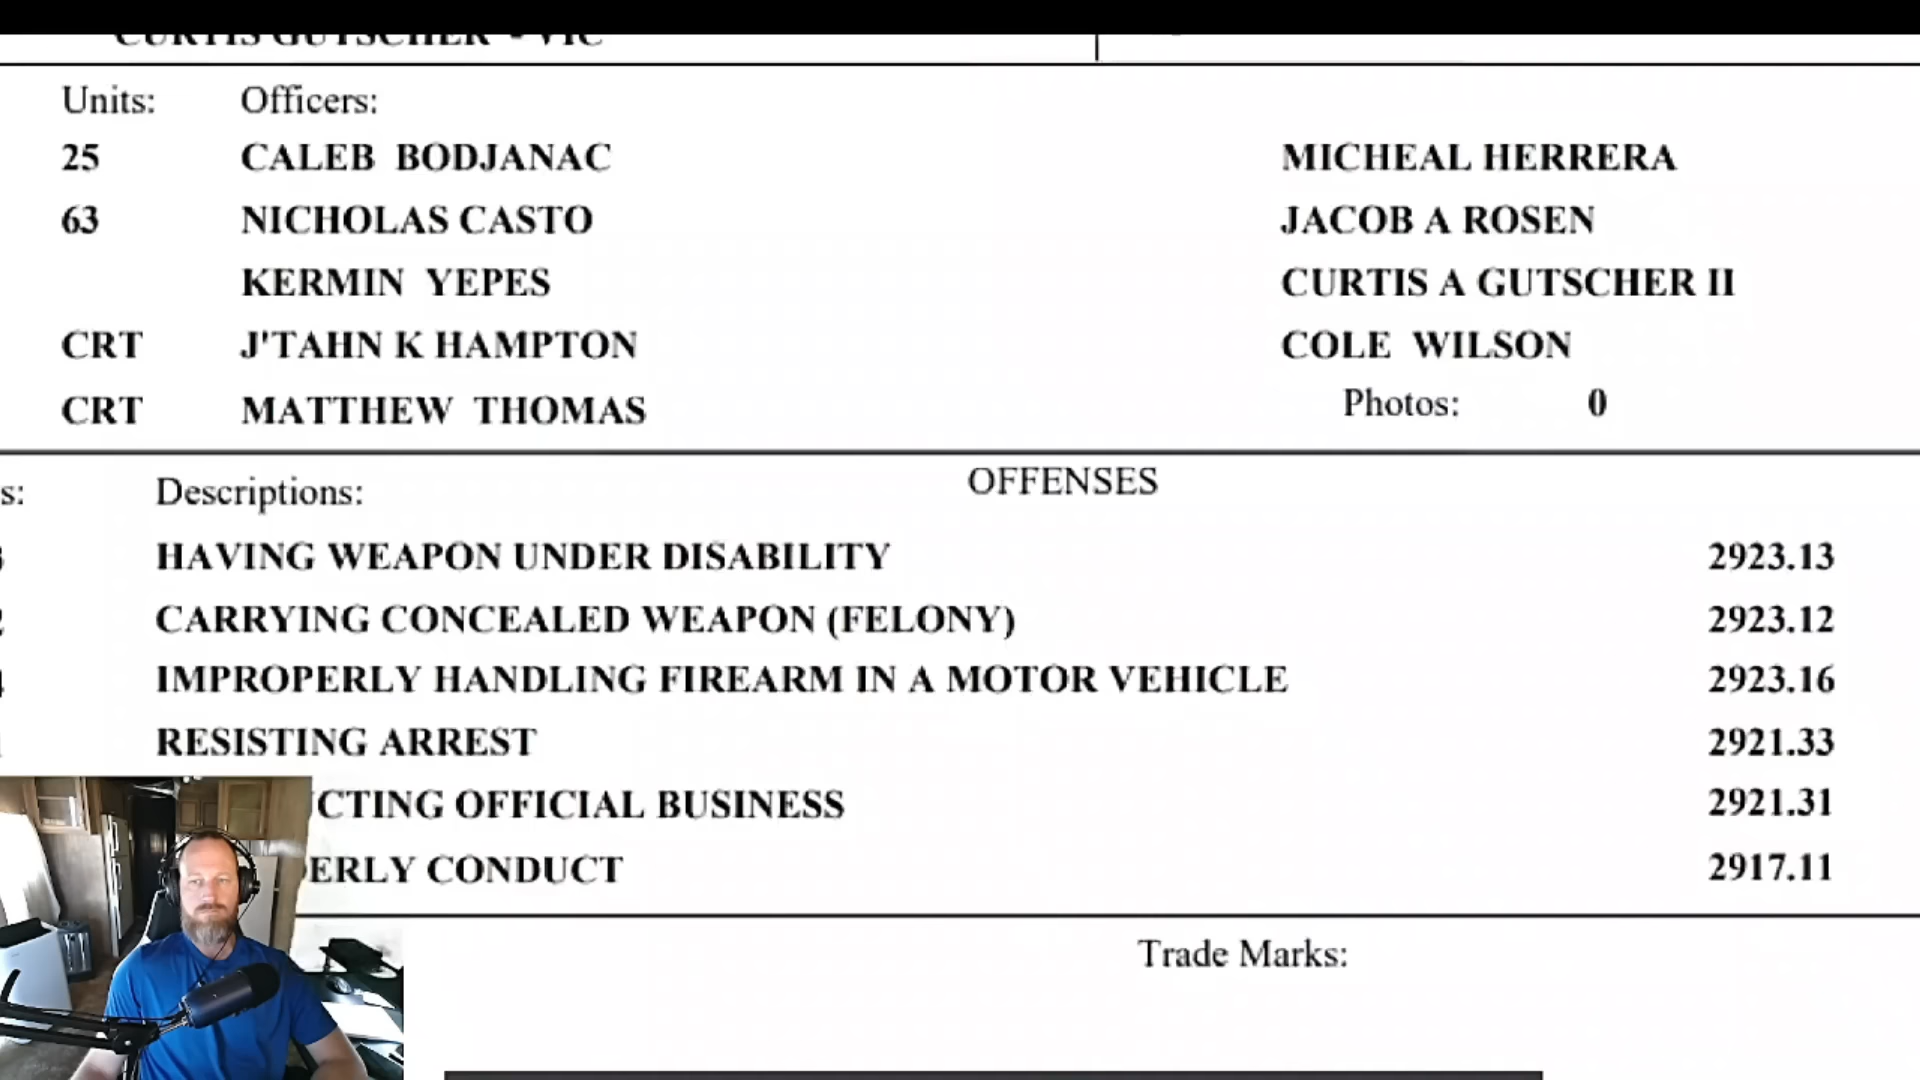 CURTIS GUTSCHER - VIC
Units: Officers:
25 CALEB BODJANAC MICHEAL HERRERA
63 NICHOLAS CASTO JACOB A ROSEN
KERMIN YEPES CURTIS A GUTSCHER II
CRT J'TAHN K HAMPTON COLE WILSON
CRT MATTHEW THOMAS Photos: 0
OFFENSES
s: Descriptions:
HAVING WEAPON UNDER DISABILITY 2923.13
CARRYING CONCEALED WEAPON (FELONY) 2923.12
IMPROPERLY HANDLING FIREARM IN A MOTOR VEHICLE 2923.16
RESISTING ARREST 2921.33
CTING OFFICIAL BUSINESS 2921.31
ERLY CONDUCT 2917.11
Trade Marks: